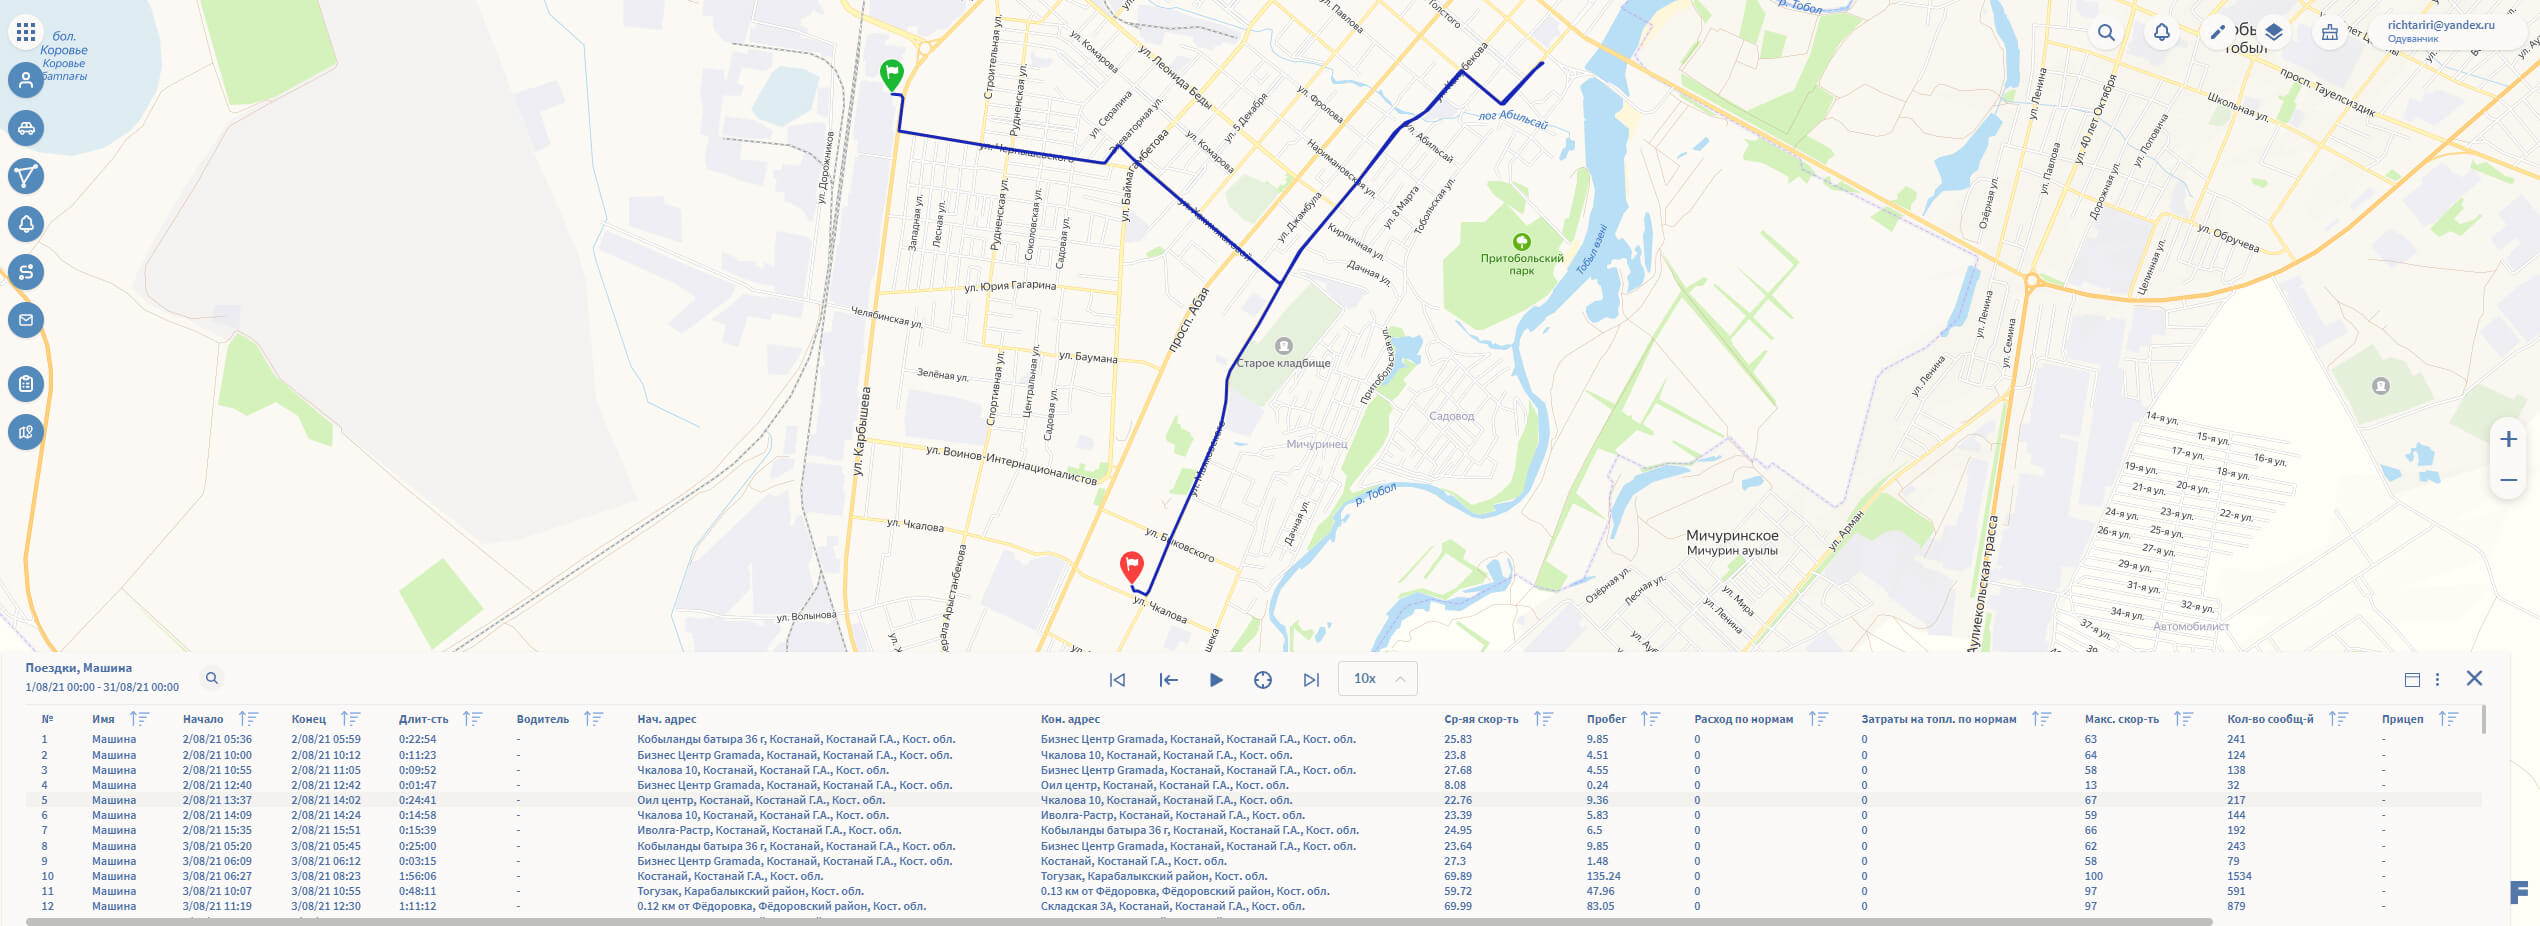 бол.
Коровье
Коровье
батпағы
richtariri@yandex.ru
Одуванчик
р. Тобол
Тобыл
ул. Павлова
ул. Комарова
ул. Леонида Беды
Строительная ул.
Рудненская ул.
ул. Сералина
Элеваторная ул.
ул. 5 Декабря
ул. Фролова
ул. Комарова
лог Абильсай
ул. Абильсай
Наримановская ул.
ул. Дорожников
ул. Чернышевского
ул. Баймагамбетова
Западная ул.
Лесная ул.
Рудненская ул.
Соколовская ул.
Садовая ул.
ул. Хакимжановой
ул. Джамбула
ул. 8 Марта
Тобольская ул.
Кирпичная ул.
Дачная ул.
Притобольский
парк
Тобыл өзені
ул. Ленина
ул. 40 лет Октября
Школьная ул.
просп. Тауелсиздик
ул. Поповича
ул. Павлова
Дорожная ул.
Озёрная ул.
ул. Обручева
Целинная ул.
ул. Юрия Гагарина
Челябинская ул.
просп. Абая
ул. Баумана
Зелёная ул.
Спортивная ул.
Центральная ул.
Садовая ул.
ул. Карбышева
Старое кладбище
Притобольская ул.
Садовод
Мичуринец
ул. Ленина
ул. Семина
ул. Ленина
ул. Воинов-Интернационалистов
ул. Маяковского
р. Тобол
Дачная ул.
ул. Чкалова
ул. Быковского
ул. Чкалова
ул. Волынова
Мичуринское
Мичурин ауылы
ул. Арман
Озёрная ул.
Лесная ул.
ул. Мира
ул. Ленина
Аулиекольская трасса
14-я ул.
15-я ул.
17-я ул.
16-я ул.
19-я ул.
18-я ул.
21-я ул.
20-я ул.
24-я ул.
23-я ул.
22-я ул.
26-я ул.
25-я ул.
27-я ул.
29-я ул.
31-я ул.
32-я ул.
34-я ул.
37-я ул.
Автомобилист
Поездки, Машина
1/08/21 00:00 - 31/08/21 00:00
10x
№ Имя Начало Конец Длит-сть Водитель Нач. адрес Кон. адрес Ср-яя скор-ть Пробег Расход по нормам Затраты на топл. по нормам Макс. скор-ть Кол-во сообщ-й Прицеп
1 Машина 2/08/21 05:36 2/08/21 05:59 0:22:54 - Кобыланды батыра 36 г, Костанай, Костанай Г.А., Кост. обл. Бизнес Центр Gramada, Костанай, Костанай Г.А., Кост. обл. 25.83 9.85 0 0 63 241 -
2 Машина 2/08/21 10:00 2/08/21 10:12 0:11:23 - Бизнес Центр Gramada, Костанай, Костанай Г.А., Кост. обл. Чкалова 10, Костанай, Костанай Г.А., Кост. обл. 23.8 4.51 0 0 64 124 -
3 Машина 2/08/21 10:55 2/08/21 11:05 0:09:52 - Чкалова 10, Костанай, Костанай Г.А., Кост. обл. Бизнес Центр Gramada, Костанай, Костанай Г.А., Кост. обл. 27.68 4.55 0 0 58 138 -
4 Машина 2/08/21 12:40 2/08/21 12:42 0:01:47 - Бизнес Центр Gramada, Костанай, Костанай Г.А., Кост. обл. Оил центр, Костанай, Костанай Г.А., Кост. обл. 8.08 0.24 0 0 13 32 -
5 Машина 2/08/21 13:37 2/08/21 14:02 0:24:41 - Оил центр, Костанай, Костанай Г.А., Кост. обл. Чкалова 10, Костанай, Костанай Г.А., Кост. обл. 22.76 9.36 0 0 67 217 -
6 Машина 2/08/21 14:09 2/08/21 14:24 0:14:58 - Чкалова 10, Костанай, Костанай Г.А., Кост. обл. Иволга-Растр, Костанай, Костанай Г.А., Кост. обл. 23.39 5.83 0 0 59 144 -
7 Машина 2/08/21 15:35 2/08/21 15:51 0:15:39 - Иволга-Растр, Костанай, Костанай Г.А., Кост. обл. Кобыланды батыра 36 г, Костанай, Костанай Г.А., Кост. обл. 24.95 6.5 0 0 66 192 -
8 Машина 3/08/21 05:20 3/08/21 05:45 0:25:00 - Кобыланды батыра 36 г, Костанай, Костанай Г.А., Кост. обл. Бизнес Центр Gramada, Костанай, Костанай Г.А., Кост. обл. 23.64 9.85 0 0 62 243 -
9 Машина 3/08/21 06:09 3/08/21 06:12 0:03:15 - Бизнес Центр Gramada, Костанай, Костанай Г.А., Кост. обл. Костанай, Костанай Г.А., Кост. обл. 27.3 1.48 0 0 58 79 -
10 Машина 3/08/21 06:27 3/08/21 08:23 1:56:06 - Костанай, Костанай Г.А., Кост. обл. Тогузак, Карабалыкский район, Кост. обл. 69.89 135.24 0 0 100 1534 -
11 Машина 3/08/21 10:07 3/08/21 10:55 0:48:11 - Тогузак, Карабалыкский район, Кост. обл. 0.13 км от Фёдоровка, Фёдоровский район, Кост. обл. 59.72 47.96 0 0 97 591 -
12 Машина 3/08/21 11:19 3/08/21 12:30 1:11:12 - 0.12 км от Фёдоровка, Фёдоровский район, Кост. обл. Складская 3А, Костанай, Костанай Г.А., Кост. обл. 69.99 83.05 0 0 97 879 -